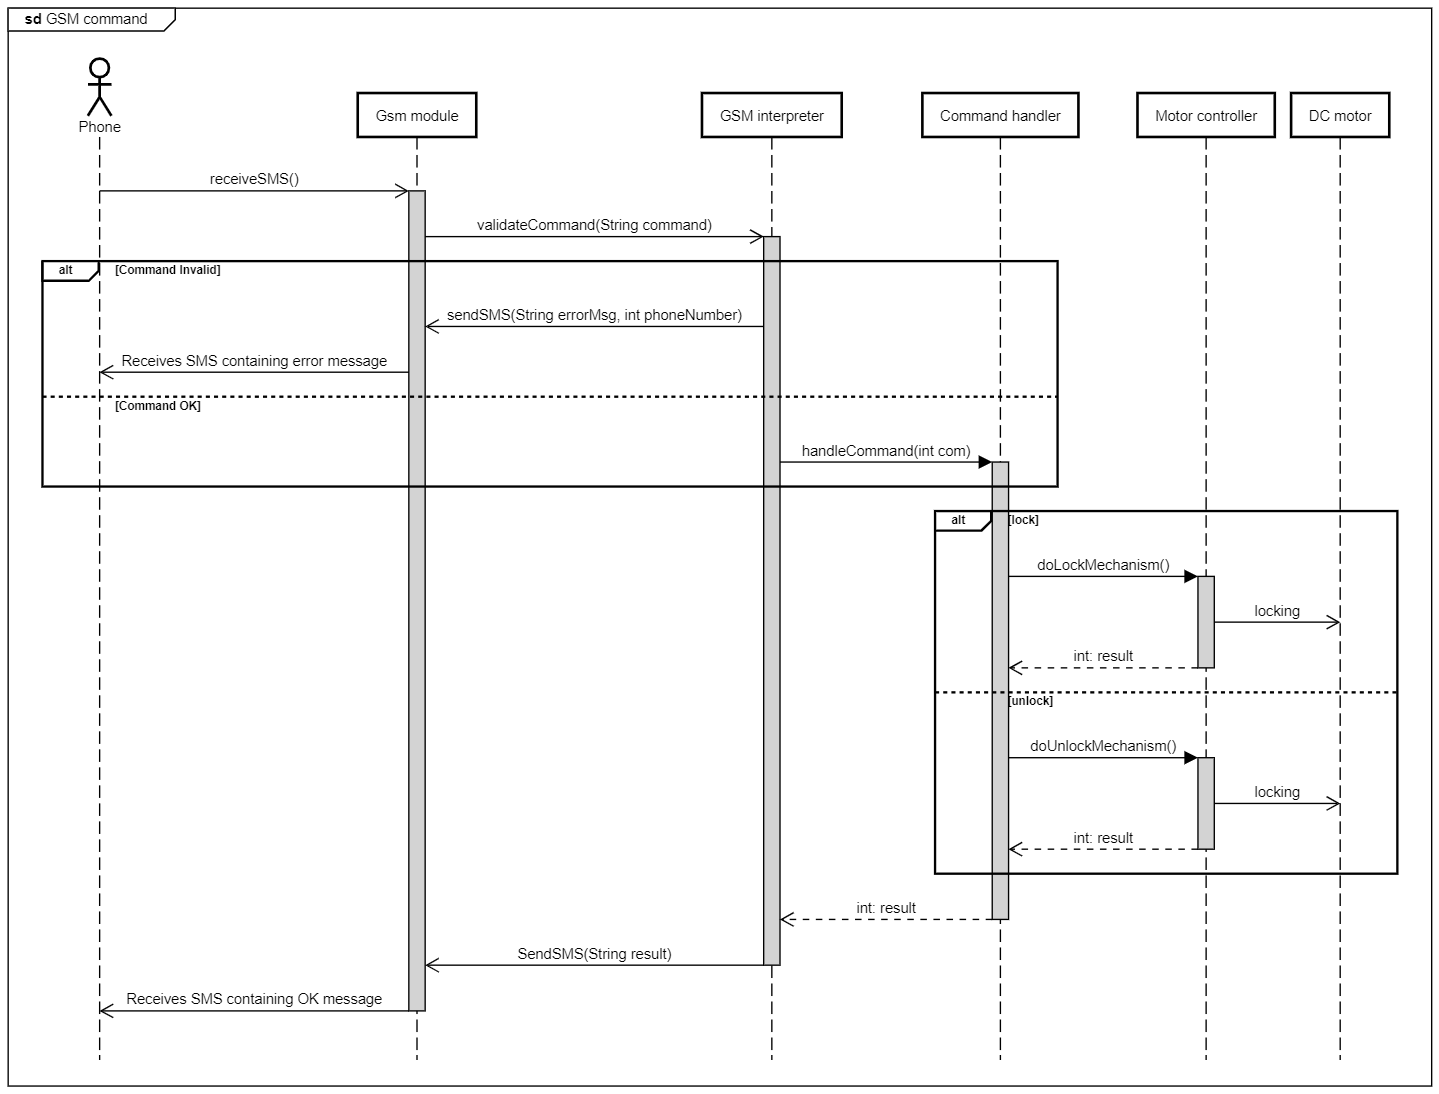 sd GSM command
Phone
Gsm module
GSM interpreter
Command handler
Motor controller
DC motor
receiveSMS()
validateCommand(String command)
alt
[Command Invalid]
sendSMS(String errorMsg, int phoneNumber)
Receives SMS containing error message
[Command OK]
handleCommand(int com)
alt
[lock]
doLockMechanism()
locking
int: result
[unlock]
doUnlockMechanism()
locking
int: result
int: result
SendSMS(String result)
Receives SMS containing OK message